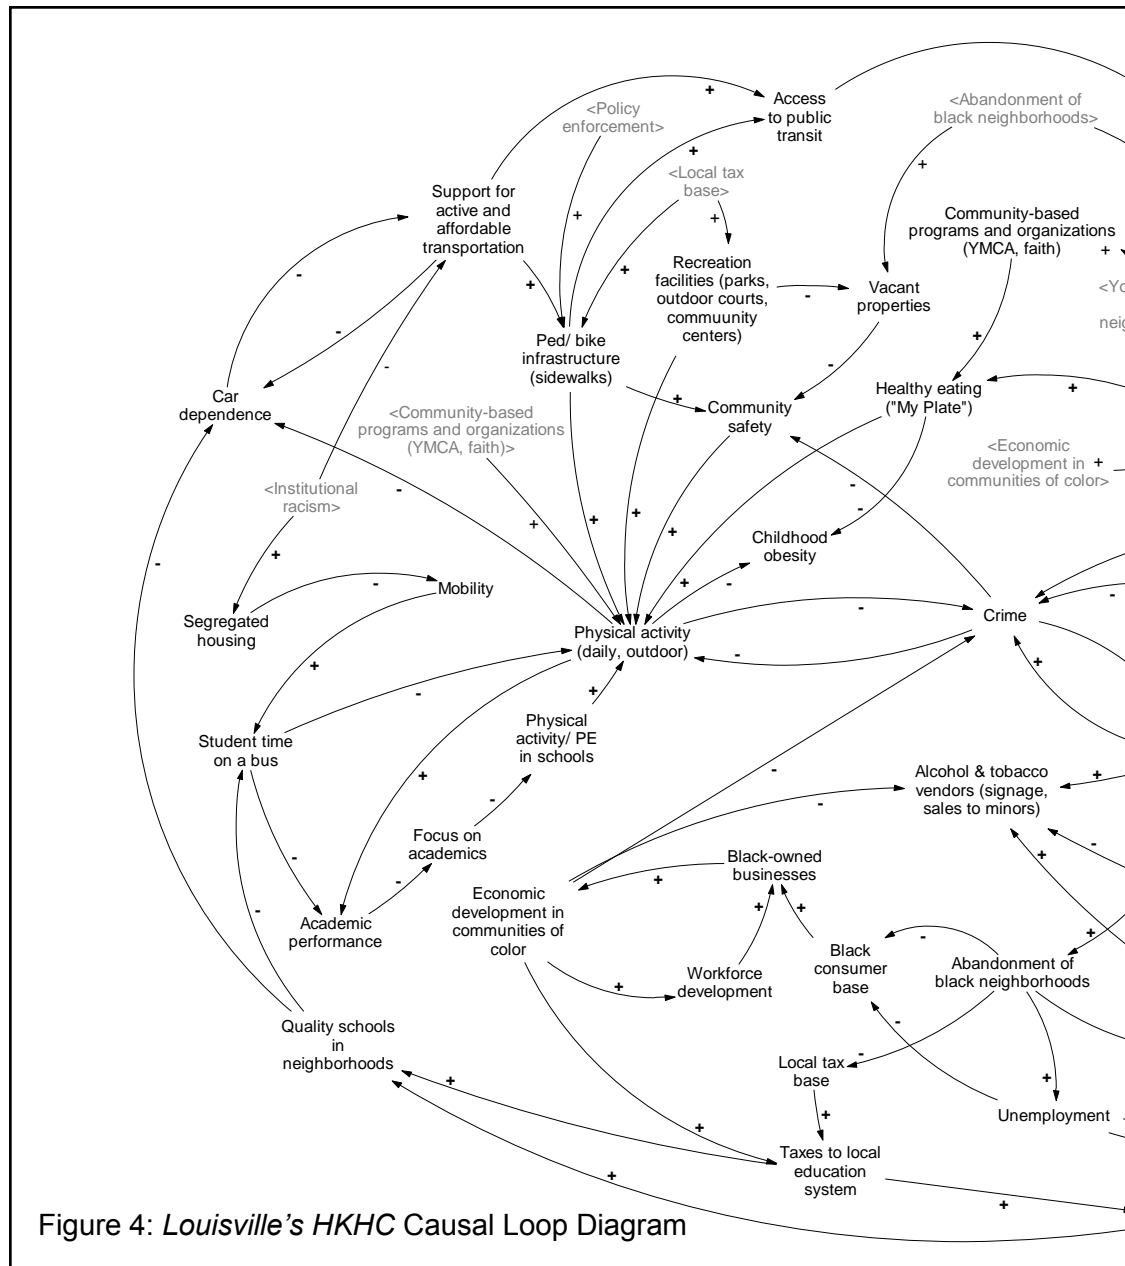 Access
to public
transit
<Policy
enforcement>
<Abandonment of
black neighborhoods>
+
+
+
<Local tax
base>
Support for
active and
affordable
transportation
+
+
Community-based
programs and organizations
(YMCA, faith)
+
Recreation
facilities (parks,
outdoor courts,
commuunity
centers)
-
+
+
-
Vacant
properties
<Yo
neig
Ped/ bike
infrastructure
(sidewalks)
-
-
-
+
Car
dependence
<Community-based
programs and organizations
(YMCA, faith)>
+
Community
safety
Healthy eating
("My Plate")
+
<Economic
development in
communities of color>
+
<Institutional
racism>
-
-
-
+
+
+
+
Childhood
obesity
+
-
-
Mobility
+
-
-
Segregated
housing
-
Crime
Physical activity
(daily, outdoor)
-
+
+
-
+
Student time
on a bus
Physical
activity/ PE
in schools
+
-
Alcohol & tobacco
vendors (signage,
sales to minors)
+
-
-
Focus on
academics
-
+
-
Black-owned
businesses
+
-
Economic
development in
communities of
color
-
+
+
Academic
performance
-
+
Black
consumer
base
Abandonment of
black neighborhoods
Workforce
development
+
Quality schools
in
neighborhoods
-
-
Local tax
base
+
+
+
Unemployment
+
Taxes to local
education
system
+
+
Figure 4: Louisville's HKHC Causal Loop Diagram